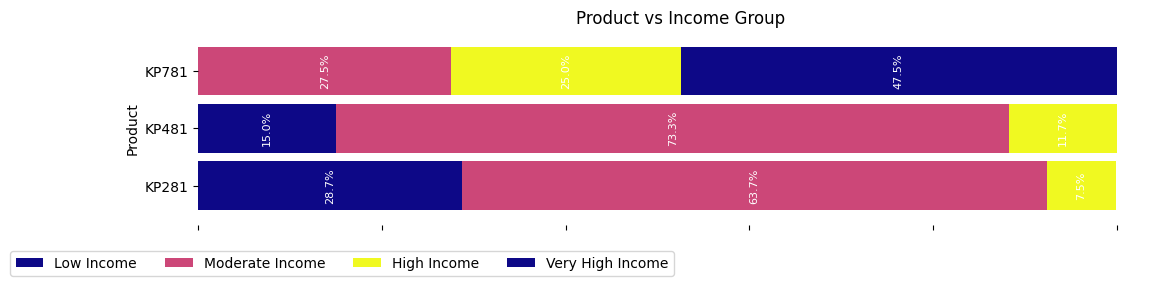 Product vs Income Group
Product
KP781
27.5%
25.0%
47.5%
KP481
15.0%
73.3%
11.7%
KP281
28.7%
63.7%
7.5%
Low Income
Moderate Income
High Income
Very High Income